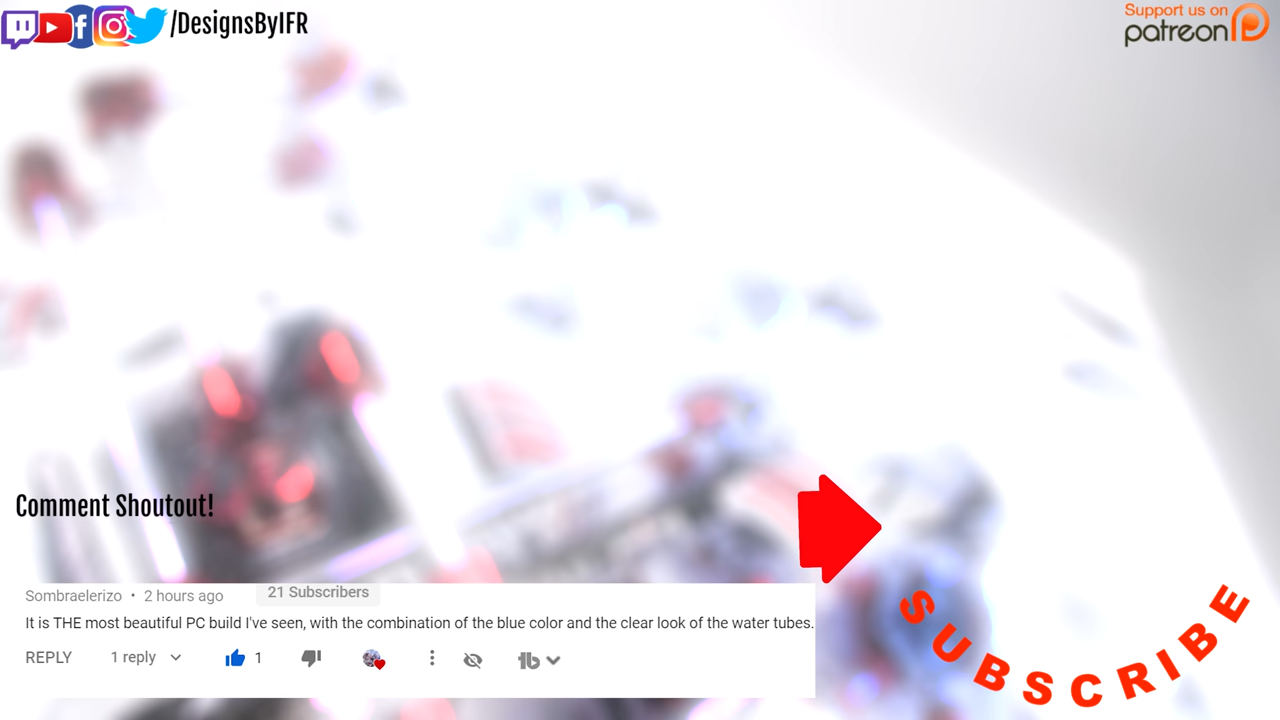 /DesignsByIFR
Support us on
patreon
Comment Shoutout!
Sombraelerizo • 2 hours ago 21 Subscribers
It is THE most beautiful PC build I've seen, with the combination of the blue color and the clear look of the water tubes.
REPLY 1 reply 1 tb
SUBSCRIBE